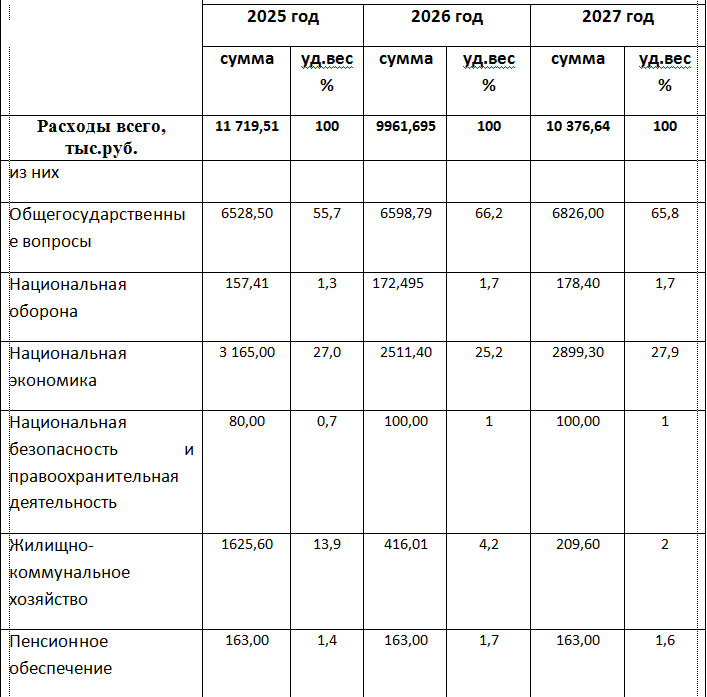 2025 год 2026 год 2027 год
сумма уд.вес сумма уд.вес сумма уд.вес
% % %
Расходы всего, 11 719,51 100 9961,695 100 10 376,64 100
тыс.руб.
из них
Общегосударственны 6528,50 55,7 6598,79 66,2 6826,00 65,8
е вопросы
Национальная 157,41 1,3 172,495 1,7 178,40 1,7
оборона
Национальная 3 165,00 27,0 2511,40 25,2 2899,30 27,9
экономика
Национальная 80,00 0,7 100,00 1 100,00 1
безопасность и
правоохранительная
деятельность
Жилищно- 1625,60 13,9 416,01 4,2 209,60 2
коммунальное
хозяйство
Пенсионное 163,00 1,4 163,00 1,7 163,00 1,6
обеспечение